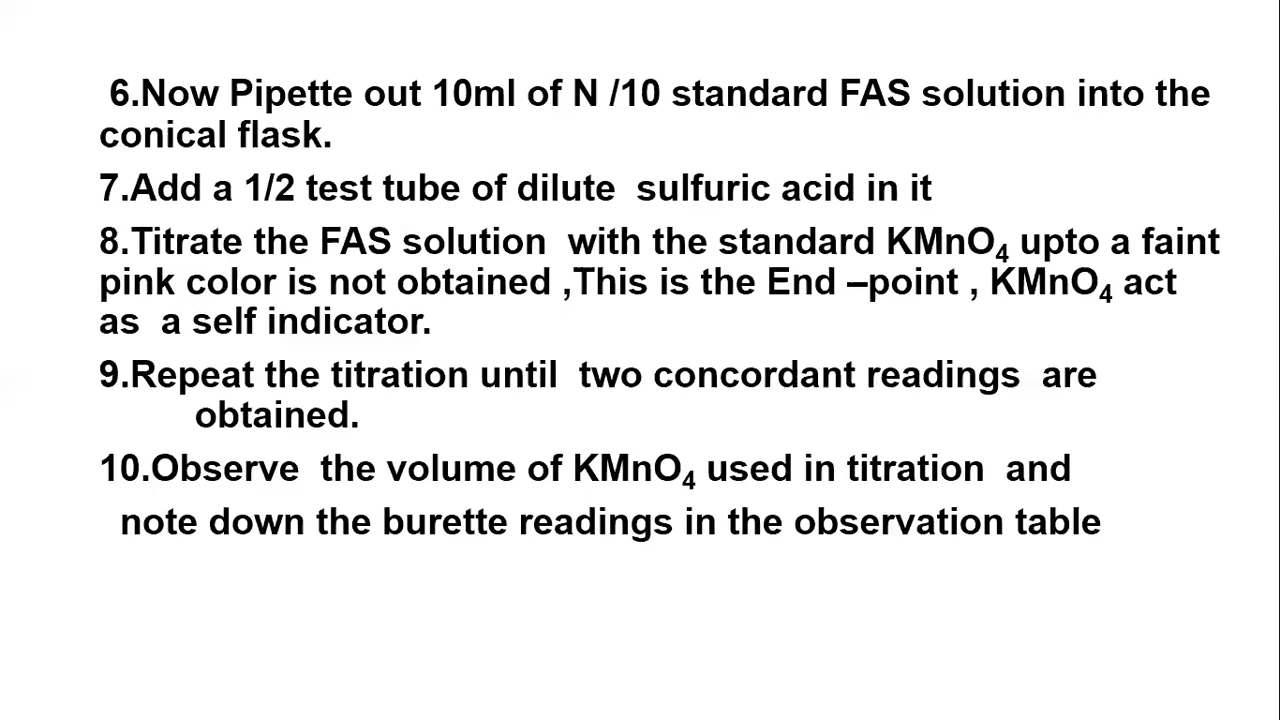 6.Now Pipette out 10ml of N /10 standard FAS solution into the
conical flask.
7.Add a 1/2 test tube of dilute  sulfuric acid in it
8.Titrate the FAS solution  with the standard KMnO₄ upto a faint
pink color is not obtained ,This is the End –point , KMnO₄ act
as  a self indicator.
9.Repeat the titration until  two concordant readings  are
obtained.
10.Observe  the volume of KMnO₄ used in titration  and
note down the burette readings in the observation table